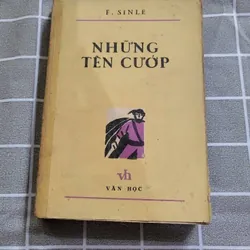 F. SINLE
NHỮNG
TÊN CƯỚP
vh
VĂN HỌC